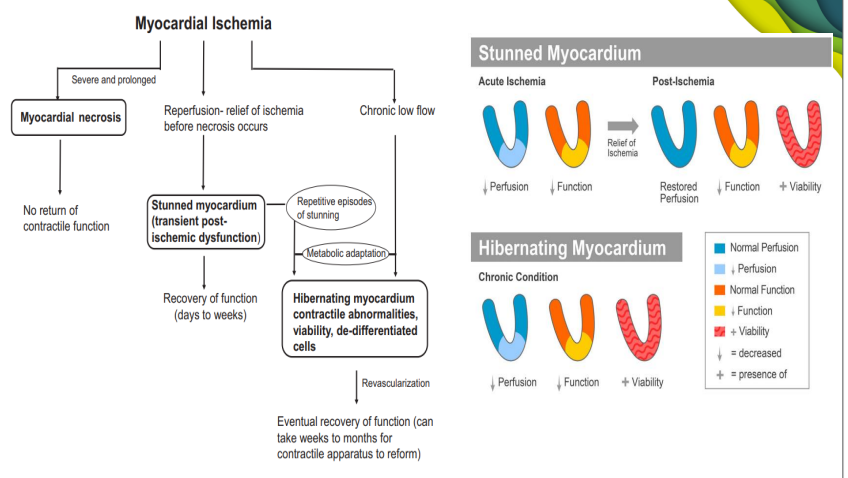 Myocardial Ischemia
Severe and prolonged
Myocardial necrosis
Reperfusion- relief of ischemia
before necrosis occurs
Chronic low flow
No return of
contractile function
Stunned myocardium
(transient post-
ischemic dysfunction)
Repetitive episodes
of stunning
Metabolic adaptation
Recovery of function
(days to weeks)
Hibernating myocardium
contractile abnormalities,
viability, de-differentiated
cells
Revascularization
Eventual recovery of function (can
take weeks to months for
contractile apparatus to reform)
Stunned Myocardium
Acute Ischemia
Post-Ischemia
Relief of
Ischemia
↓ Perfusion
↓ Function
Restored
Perfusion
↓ Function
+ Viability
Hibernating Myocardium
Chronic Condition
↓ Perfusion
↓ Function
+ Viability
Normal Perfusion
↓ Perfusion
Normal Function
↓ Function
+ Viability
↓ = decreased
+ = presence of